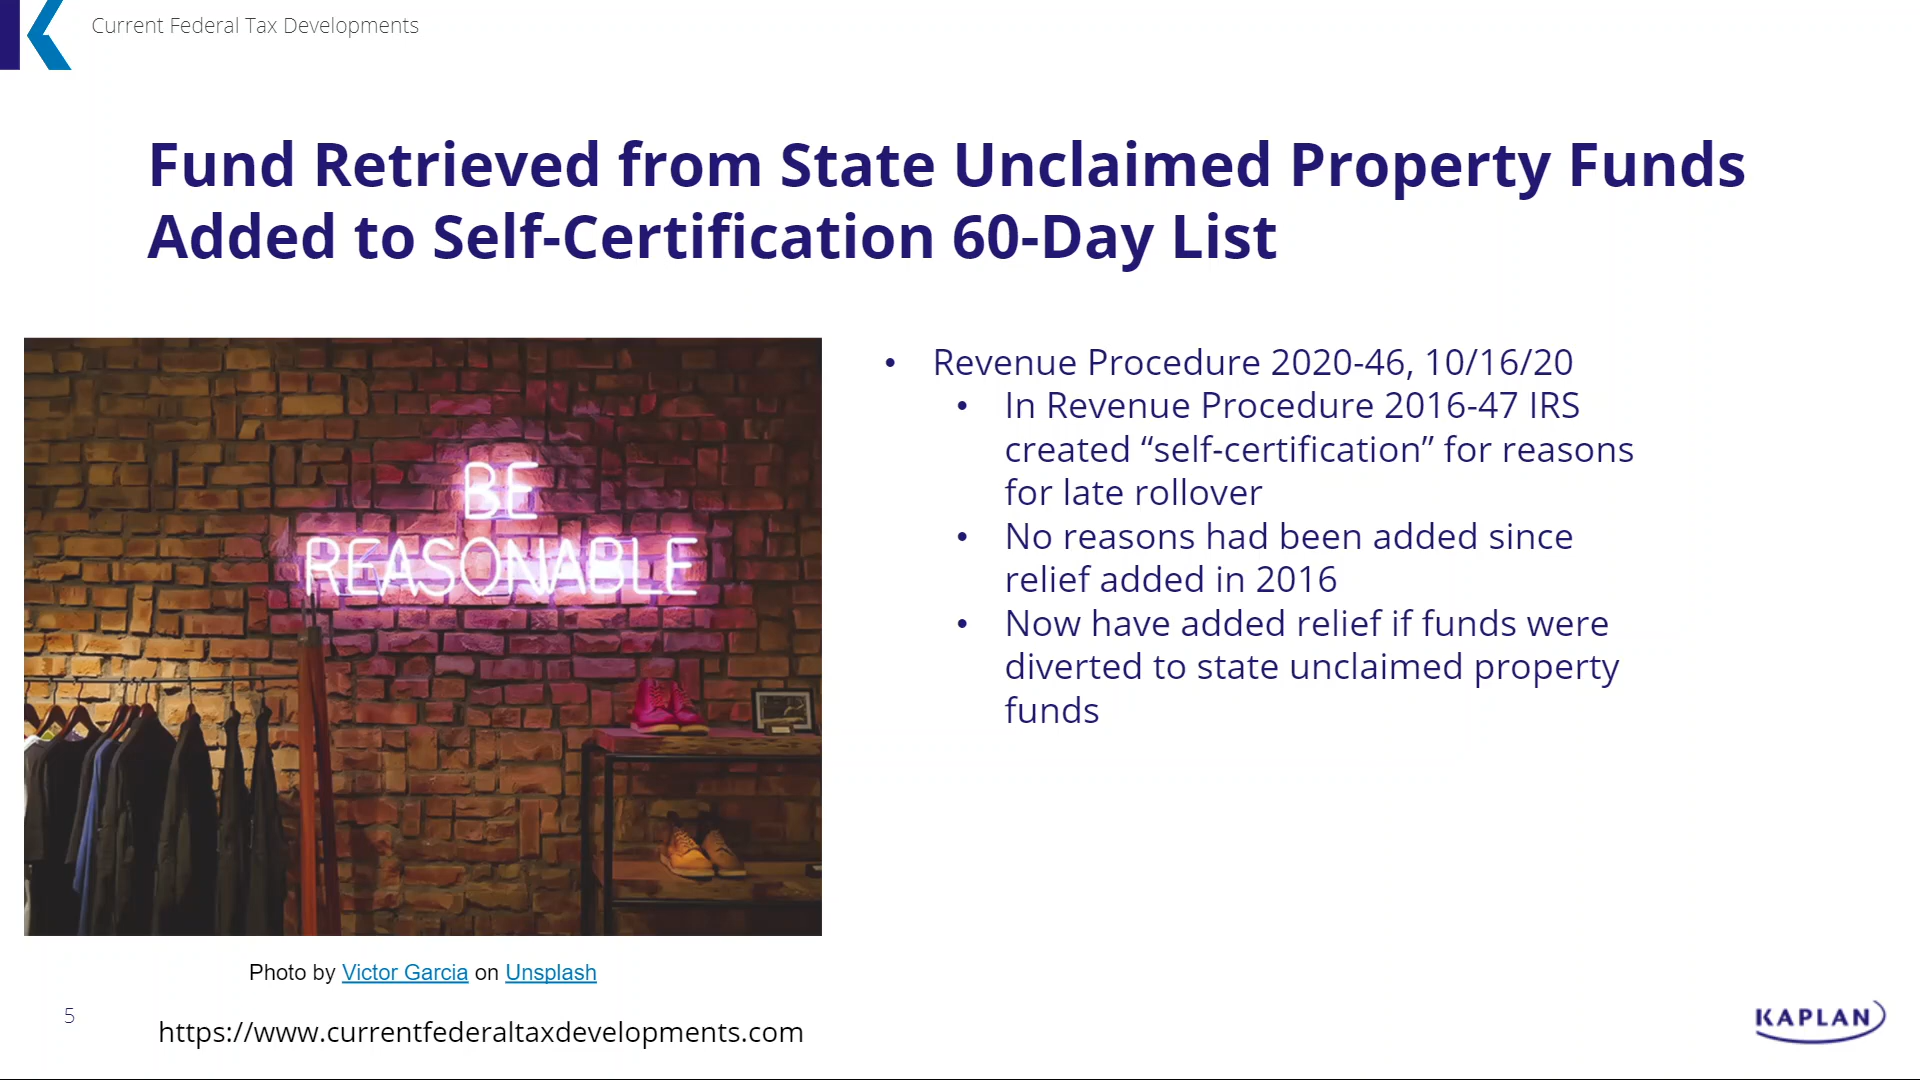 Current Federal Tax Developments
Fund Retrieved from State Unclaimed Property Funds
Added to Self-Certification 60-Day List
BE
REASONABLE
• Revenue Procedure 2020-46, 10/16/20
• In Revenue Procedure 2016-47 IRS
created “self-certification” for reasons
for late rollover
• No reasons had been added since
relief added in 2016
• Now have added relief if funds were
diverted to state unclaimed property
funds
Photo by Victor Garcia on Unsplash
5
https://www.currentfederaltaxdevelopments.com
KAPLAN